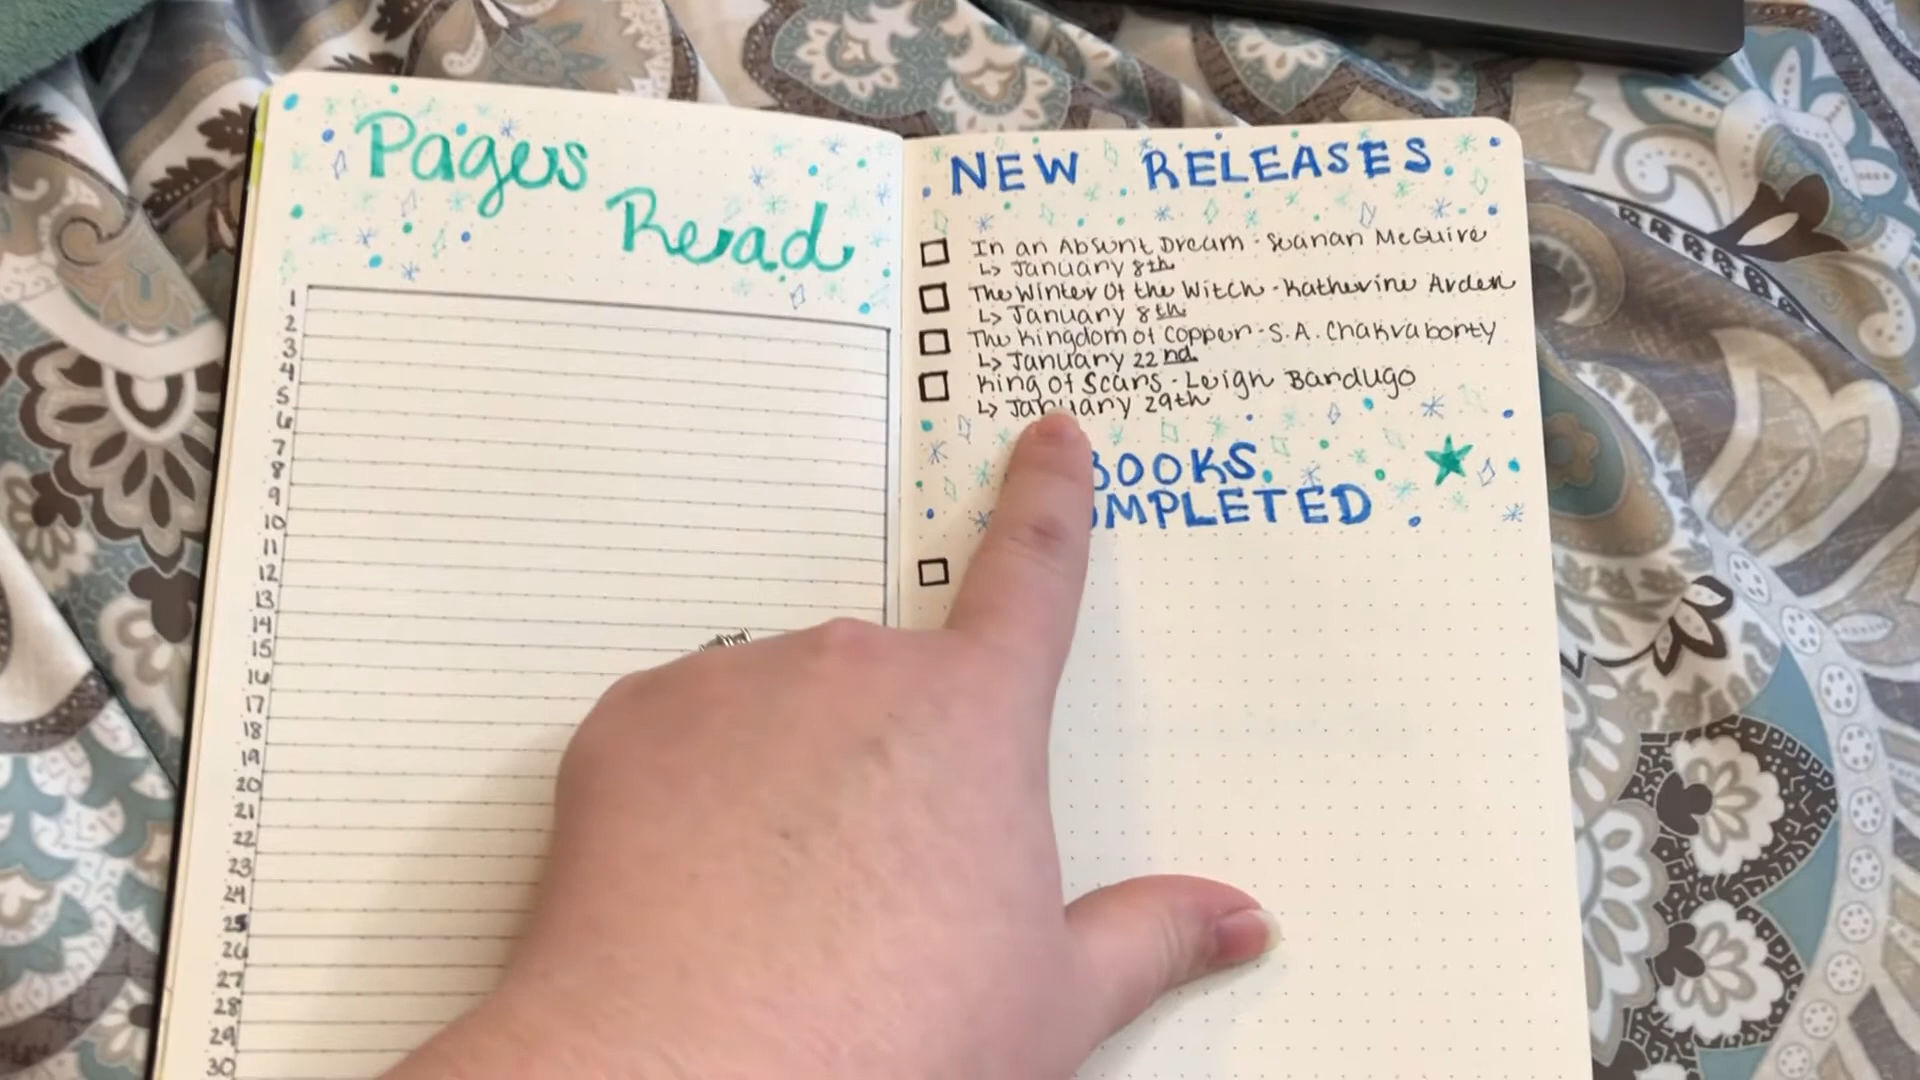 Pages
Read
1
2
3
4
5
6
7
8
9
10
11
12
13
14
15
16
17
18
19
20
21
22
23
24
25
26
27
28
29
30
NEW RELEASES
In an Absent Dream - Seanan McGuire
↳ January 8th
The Winter Of the Witch - Katherine Arden
↳ January 8th
The Kingdom of Copper - S.A. Chakraborty
↳ January 22nd
King of Scars - Leigh Bardugo
↳ January 29th
BOOKS
OMPLETED